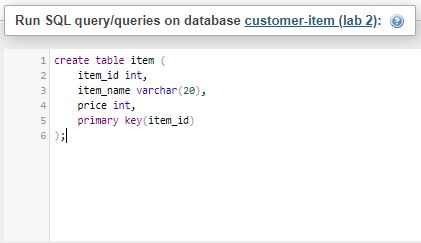 Run SQL query/queries on database customer-item (lab 2):
1 create table item (
2 item_id int,
3 item_name varchar(20),
4 price int,
5 primary key(item_id)
6 );